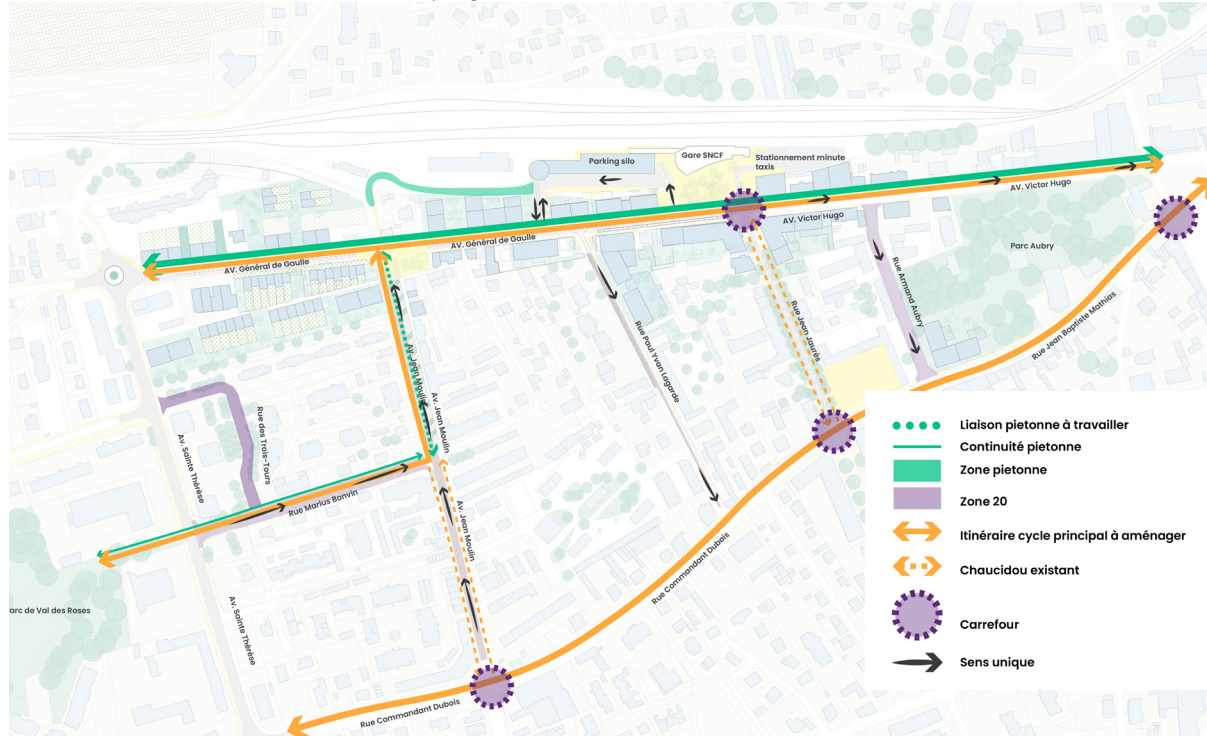 Parking silo
Gare SNCF
Stationnement minute
taxis
AV. Victor Hugo
AV. Victor Hugo
AV. Général de Gaulle
AV. Général de Gaulle
Parc Aubry
Rue Armand Aubry
Rue Jean Baptiste Mathias
Rue Jean Jaurès
Rue Paul Yvan Lagarde
Av. Jean Moulin
Av. Jean Moulin
Av. Jean Moulin
Rue des Trois-Tours
Av. Sainte Thérèse
Rue Marius Bonvin
arc de Val des Roses
Av. Sainte Thérèse
Rue Commandant Dubois
Rue Commandant Dubois
Liaison pietonne à travailler
Continuité pietonne
Zone pietonne
Zone 20
Itinéraire cycle principal à aménager
Chaucidou existant
Carrefour
Sens unique